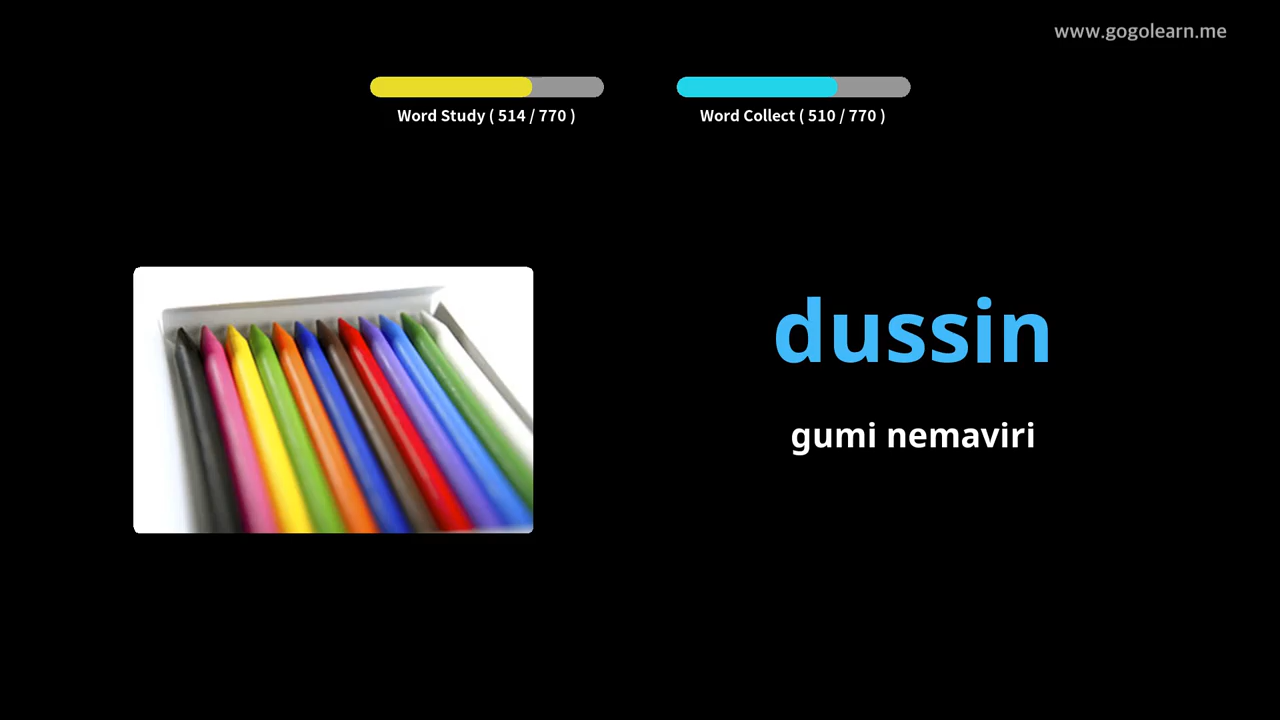 www.gogolearn.me
Word Study ( 514 / 770 )
Word Collect ( 510 / 770 )
dussin
gumi nemaviri